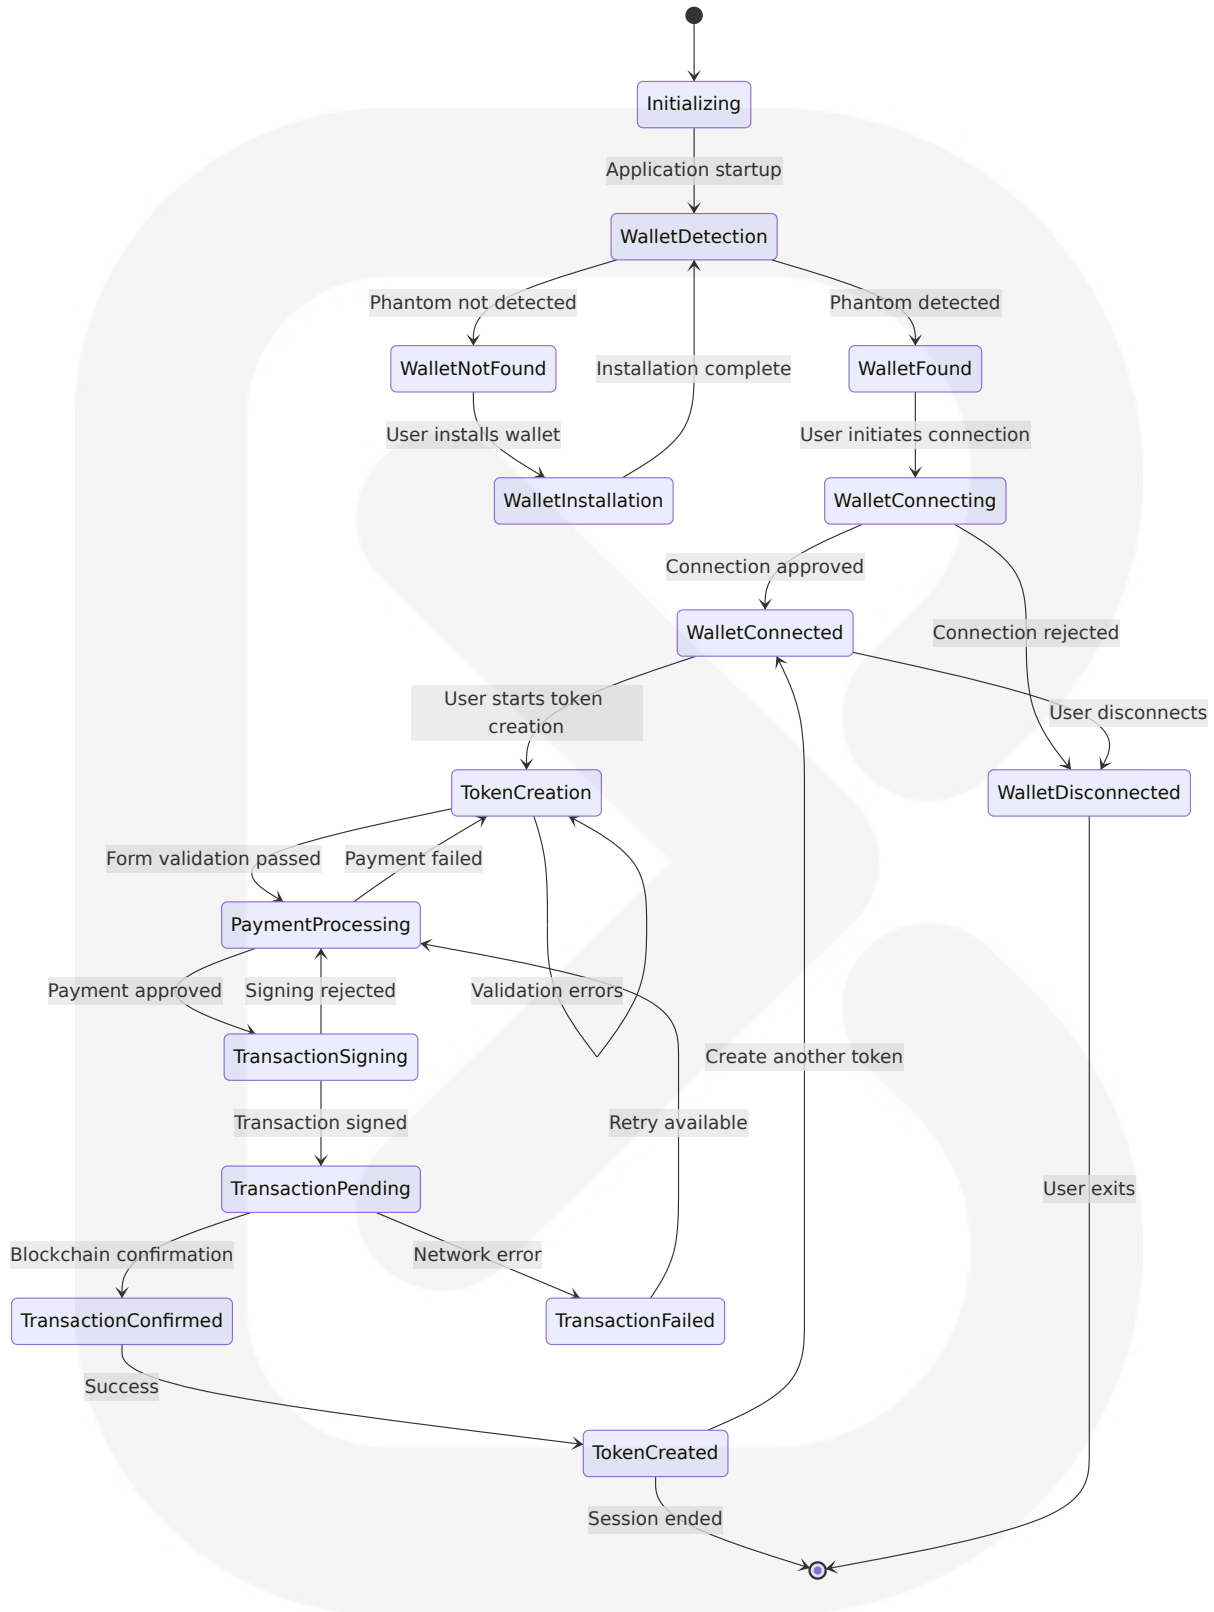 Initializing
Application startup
WalletDetection
Phantom not detected
Phantom detected
WalletNotFound
Installation complete
WalletFound
User installs wallet
User initiates connection
WalletInstallation
WalletConnecting
Connection approved
WalletConnected
Connection rejected
User starts token
creation
User disconnects
TokenCreation
WalletDisconnected
Form validation passed
Payment failed
PaymentProcessing
Payment approved
Signing rejected
Validation errors
TransactionSigning
Create another token
Transaction signed
Retry available
TransactionPending
User exits
Blockchain confirmation
Network error
TransactionConfirmed
TransactionFailed
Success
TokenCreated
Session ended